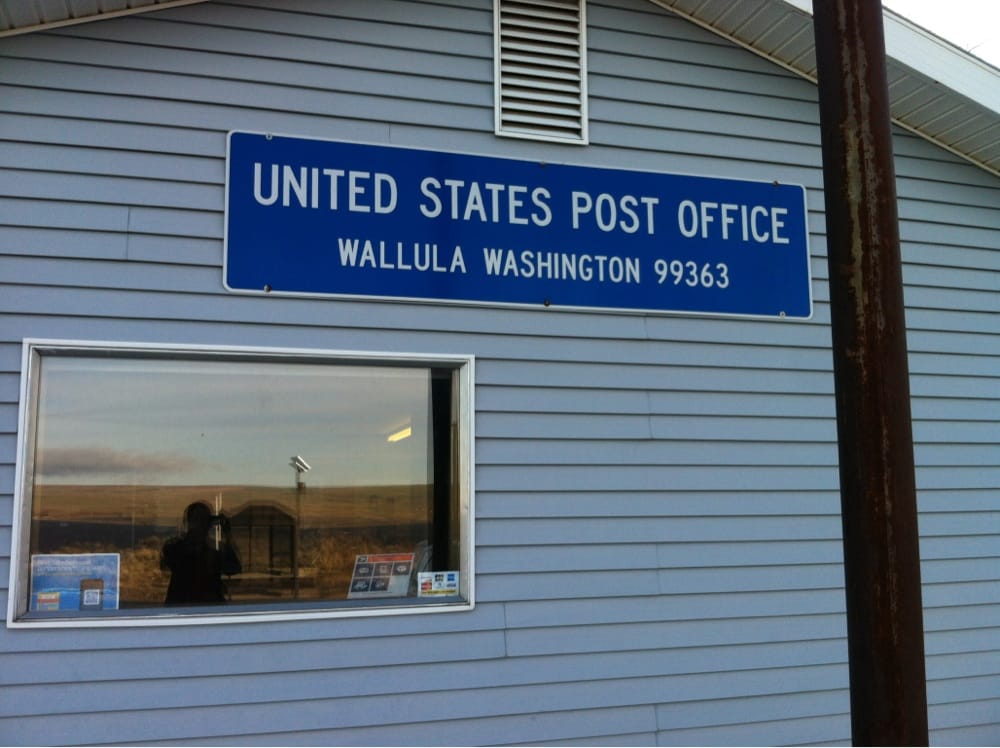 UNITED STATES POST OFFICE
WALLULA WASHINGTON 99363